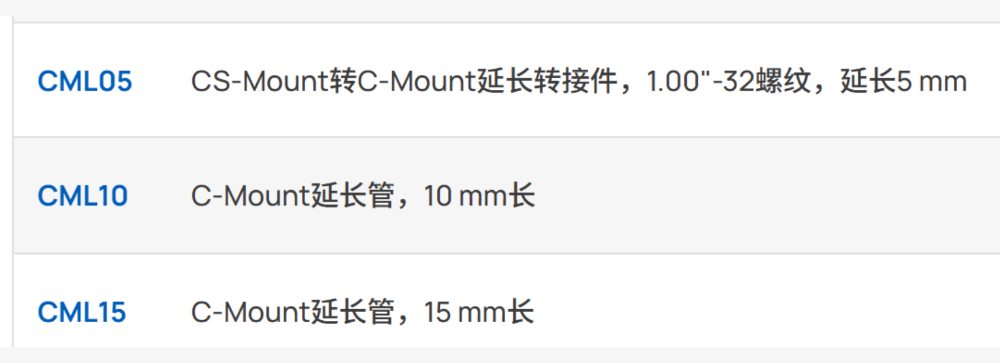 CML05 CS-Mount转C-Mount延长转接件，1.00"-32螺纹，延长5 mm
CML10 C-Mount延长管，10 mm长
CML15 C-Mount延长管，15 mm长